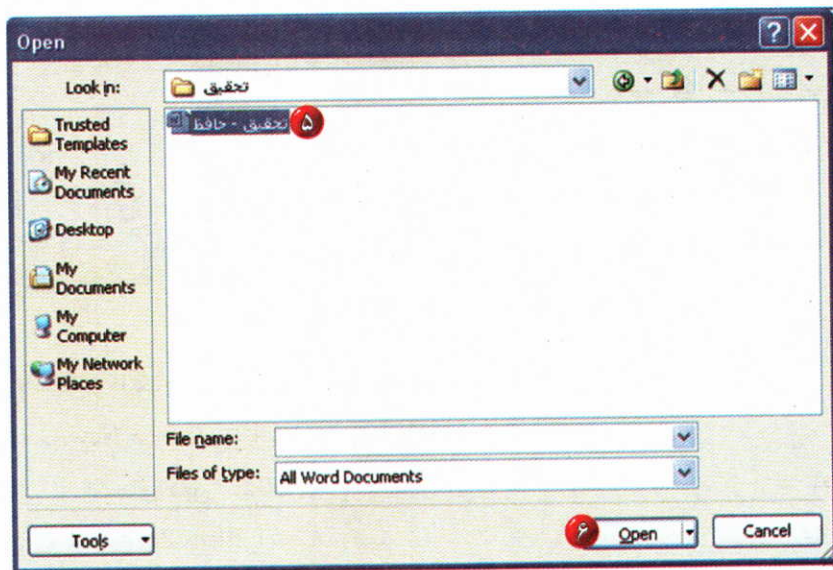 Open
Look in:
تحقیق
Trusted
Templates
My Recent
Documents
Desktop
My
Documents
My
Computer
My Network
Places
تحقیق - حافظ
۵
File name:
Files of type:
All Word Documents
Tools
۶
Open
Cancel